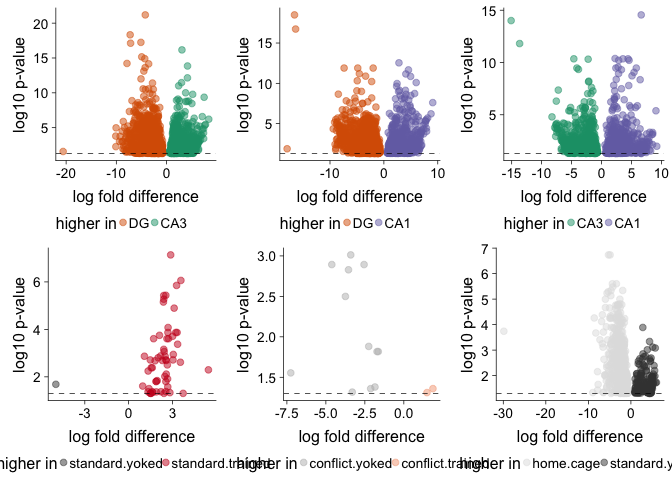 20
15
10
5
log10 p-value
-20
-10
0
log fold difference
higher in DG CA3
15
10
5
log10 p-value
-10
0
10
log fold difference
higher in DG CA1
15
10
5
log10 p-value
-15
-10
-5
0
5
10
log fold difference
higher in CA3 CA1
6
4
2
log10 p-value
-3
0
3
log fold difference
higher in standard.yoked
3.0
2.5
2.0
1.5
log10 p-value
-7.5
-5.0
-2.5
0.0
log fold difference
higher in conflict.yoked
7
6
5
4
3
2
log10 p-value
-30
-20
-10
0
log fold difference
higher in home.cage standard.y